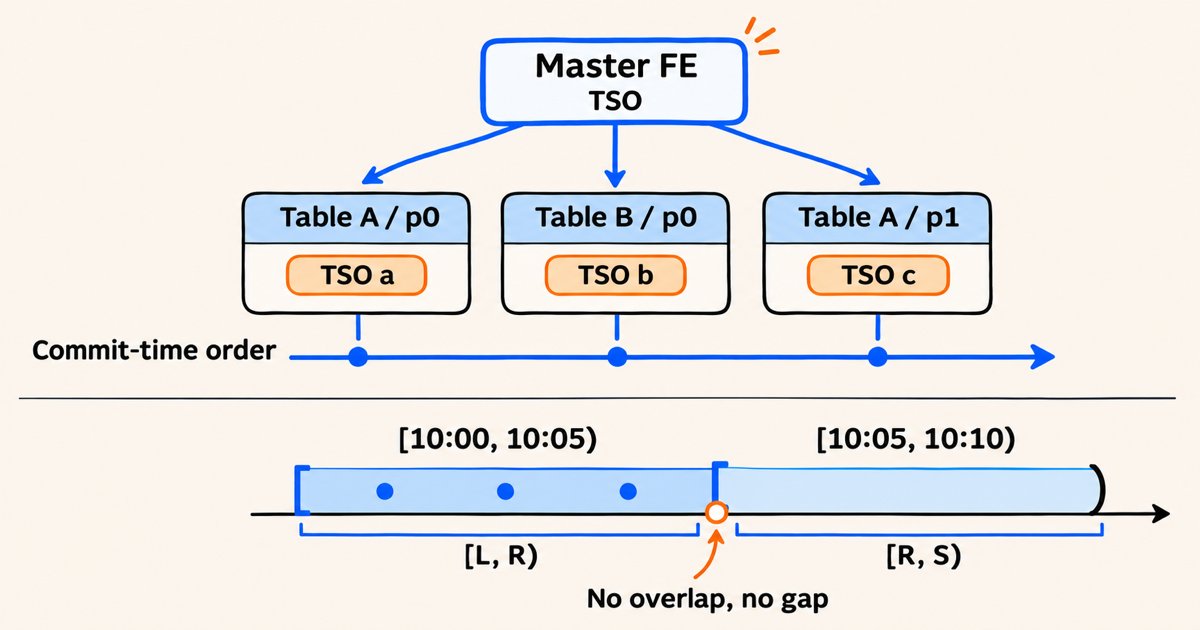 Master FE
TSO
Table A / p0
TSO a
Table B / p0
TSO b
Table A / p1
TSO c
Commit-time order
[10:00, 10:05)
[10:05, 10:10)
[L, R)
[R, S)
No overlap, no gap